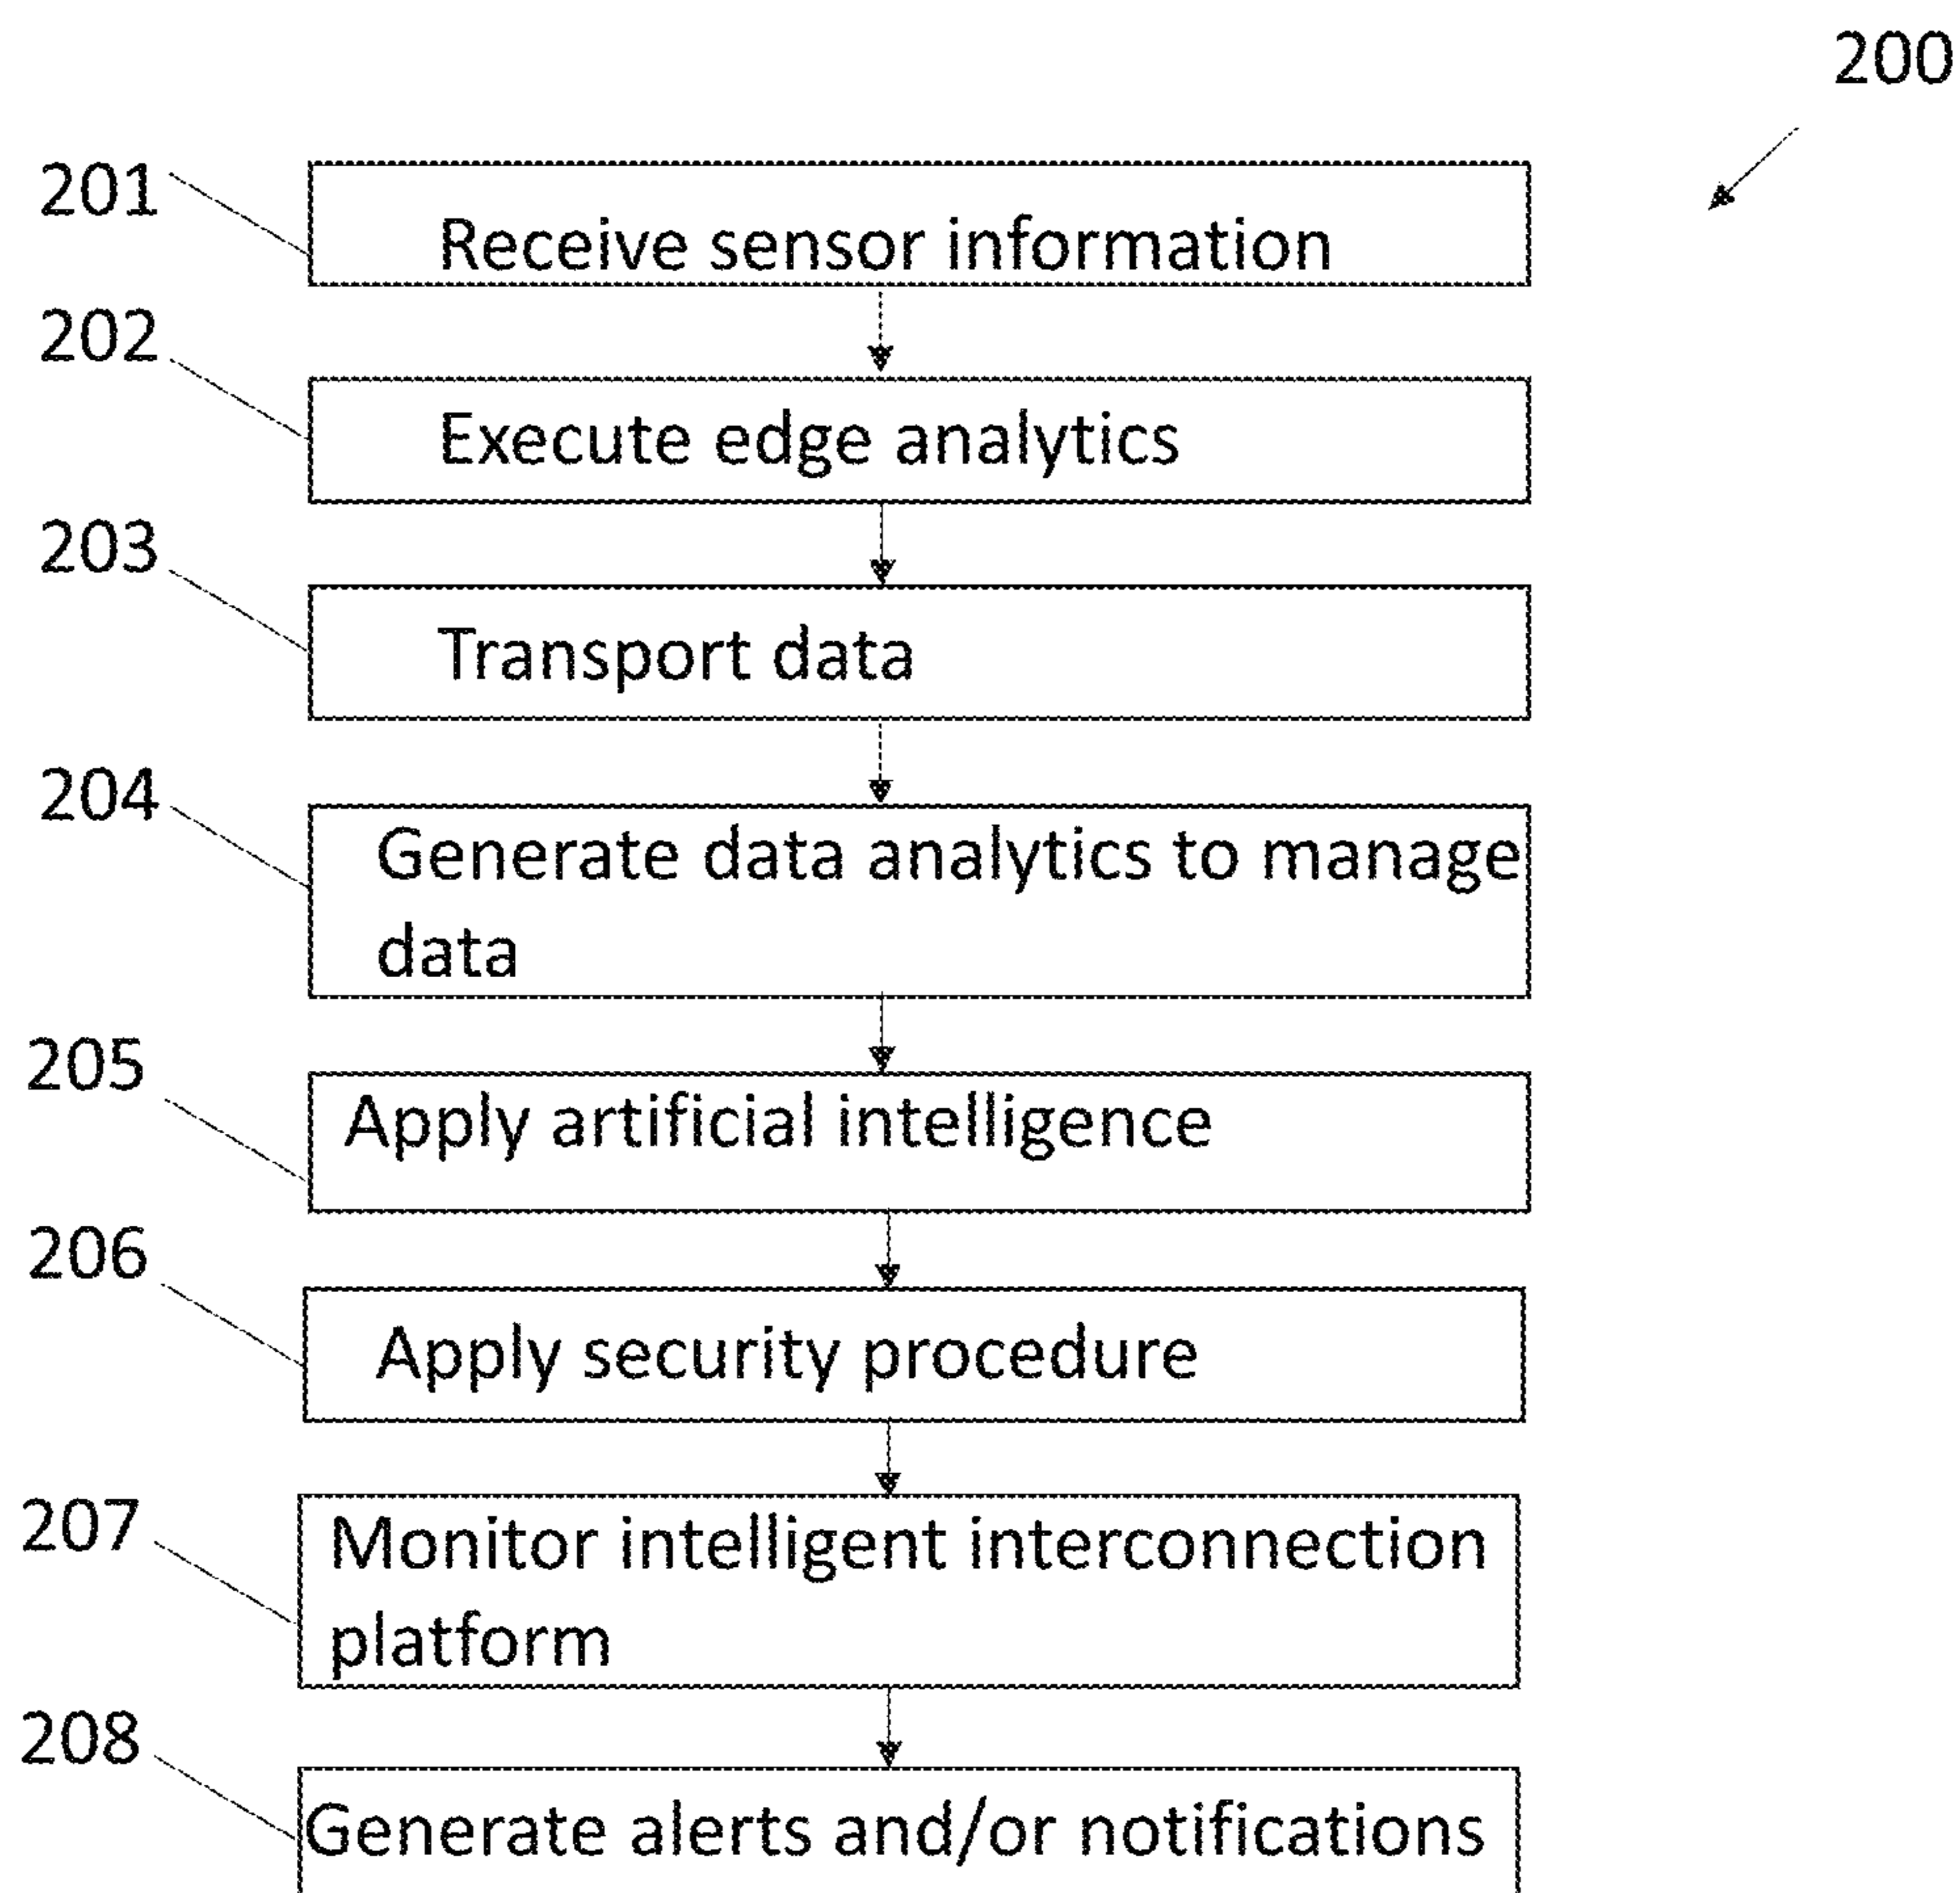 200
201
Receive sensor information
202
Execute edge analytics
203
Transport data
204
Generate data analytics to manage
data
205
Apply artificial intelligence
206
Apply security procedure
207
Monitor intelligent interconnection
platform
208
Generate alerts and/or notifications